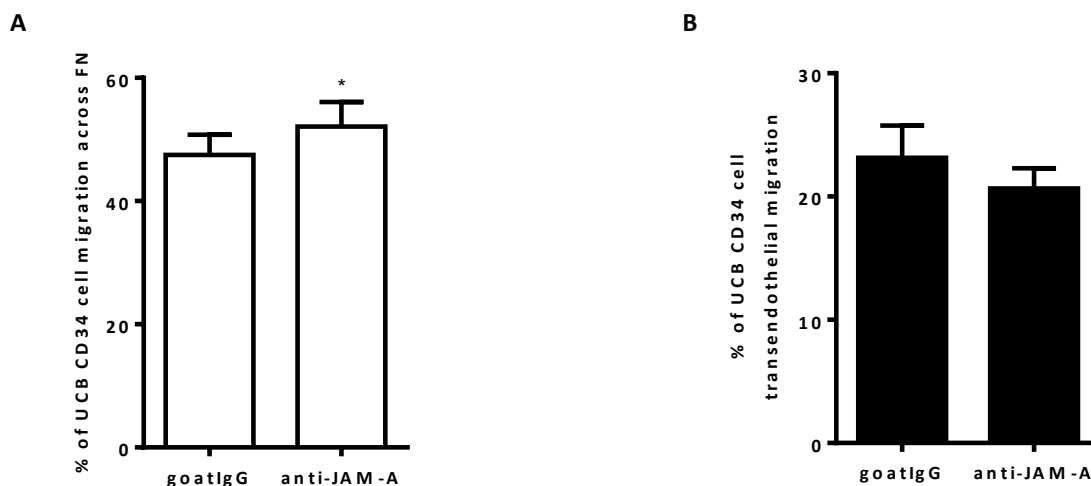 A
% of UCB CD34 cell migration across FN
60
40
20
0
*
goatIgG anti-JAM-A
B
% of UCB CD34 cell
transendothelial migration
30
20
10
0
goatIgG anti-JAM-A